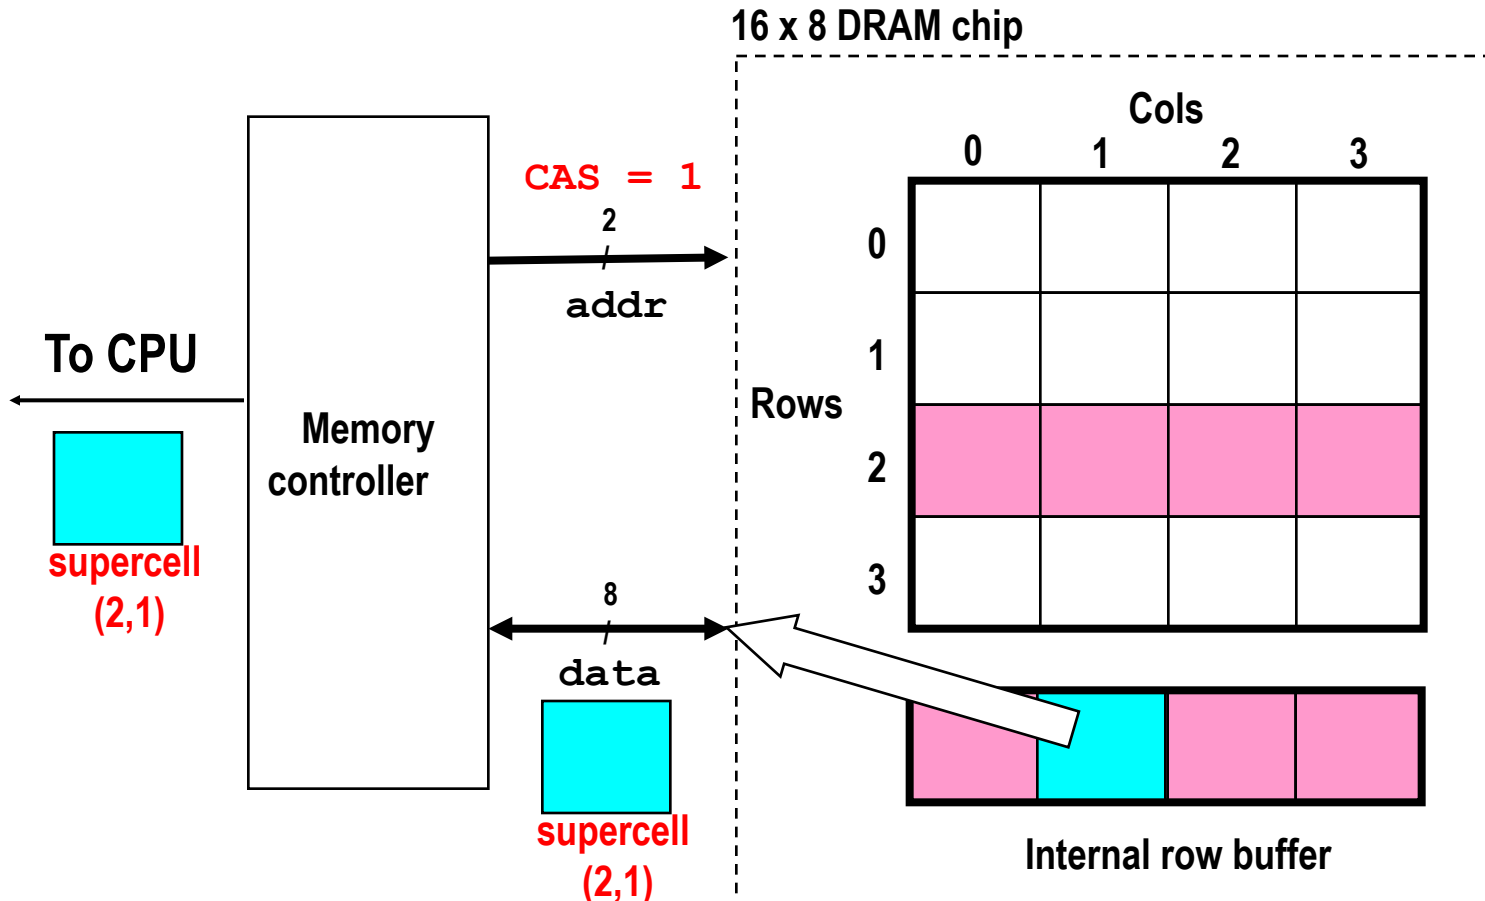 16 x 8 DRAM chip
Cols
0 1 2 3
CAS = 1
2
addr
0
1
2
3
Rows
To CPU
Memory
controller
supercell
(2,1)
8
data
supercell
(2,1)
Internal row buffer